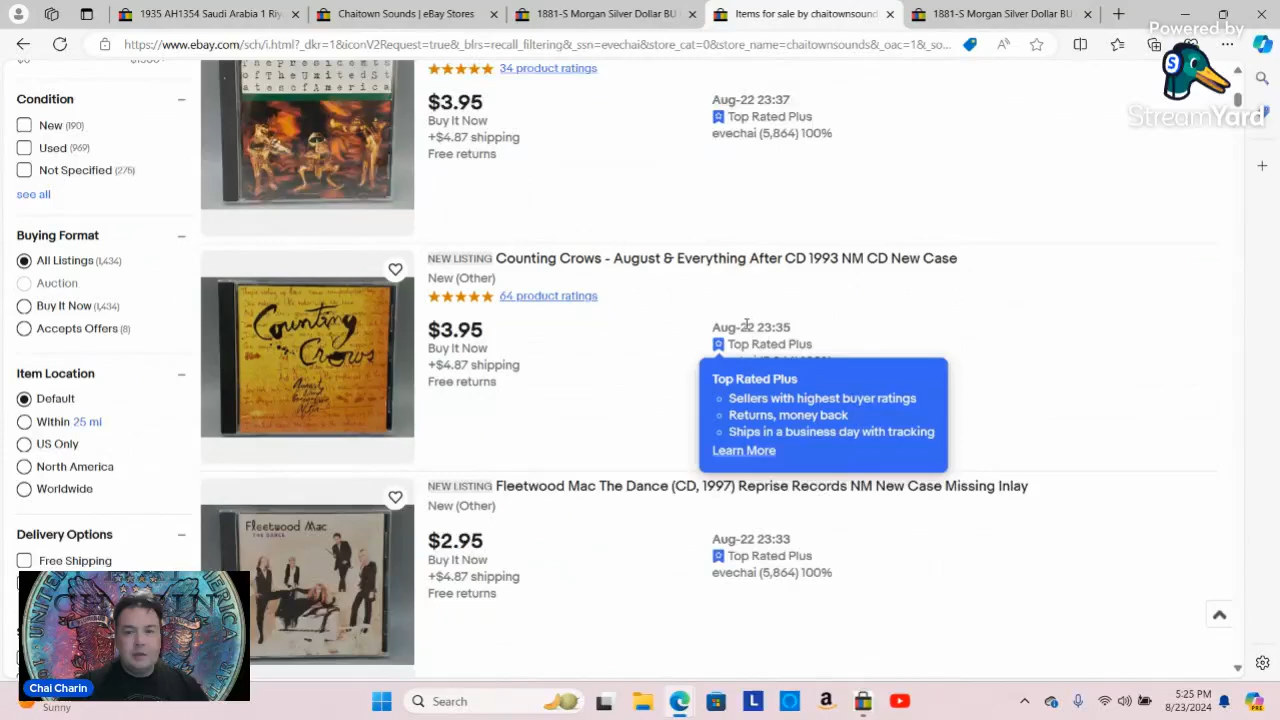 1935 AH1354 Saudi Arabia 1 Riyal
Chaitown Sounds | eBay Stores
1881-S Morgan Silver Dollar BU
Items for sale by chaitownsound
1881-S Morgan Silver Dollar BU
https://www.ebay.com/sch/i.html?_dkr=1&iconV2Request=true&_blrs=recall_filtering&_ssn=evechai&store_cat=0&store_name=chaitownsounds&_oac=1&_so...
Powered by
StreamYard
Condition
New (190)
Used (969)
Not Specified (275)
see all
Buying Format
All Listings (1,434)
Auction
Buy It Now (1,434)
Accepts Offers (8)
Item Location
Default
Within 25 mi
US Only
North America
Worldwide
Delivery Options
Free Shipping
34 product ratings
$3.95
Buy It Now
+$4.87 shipping
Free returns
Aug-22 23:37
Top Rated Plus
evechai (5,864) 100%
NEW LISTING Counting Crows - August & Everything After CD 1993 NM CD New Case
New (Other)
64 product ratings
$3.95
Buy It Now
+$4.87 shipping
Free returns
Aug-22 23:35
Top Rated Plus
Top Rated Plus
Sellers with highest buyer ratings
Returns, money back
Ships in a business day with tracking
Learn More
Counting
Crows
NEW LISTING Fleetwood Mac The Dance (CD, 1997) Reprise Records NM New Case Missing Inlay
New (Other)
$2.95
Buy It Now
+$4.87 shipping
Free returns
Aug-22 23:33
Top Rated Plus
evechai (5,864) 100%
Fleetwood Mac
THE DANCE
Chai Charin
Sunny
Search
5:25 PM
8/23/2024